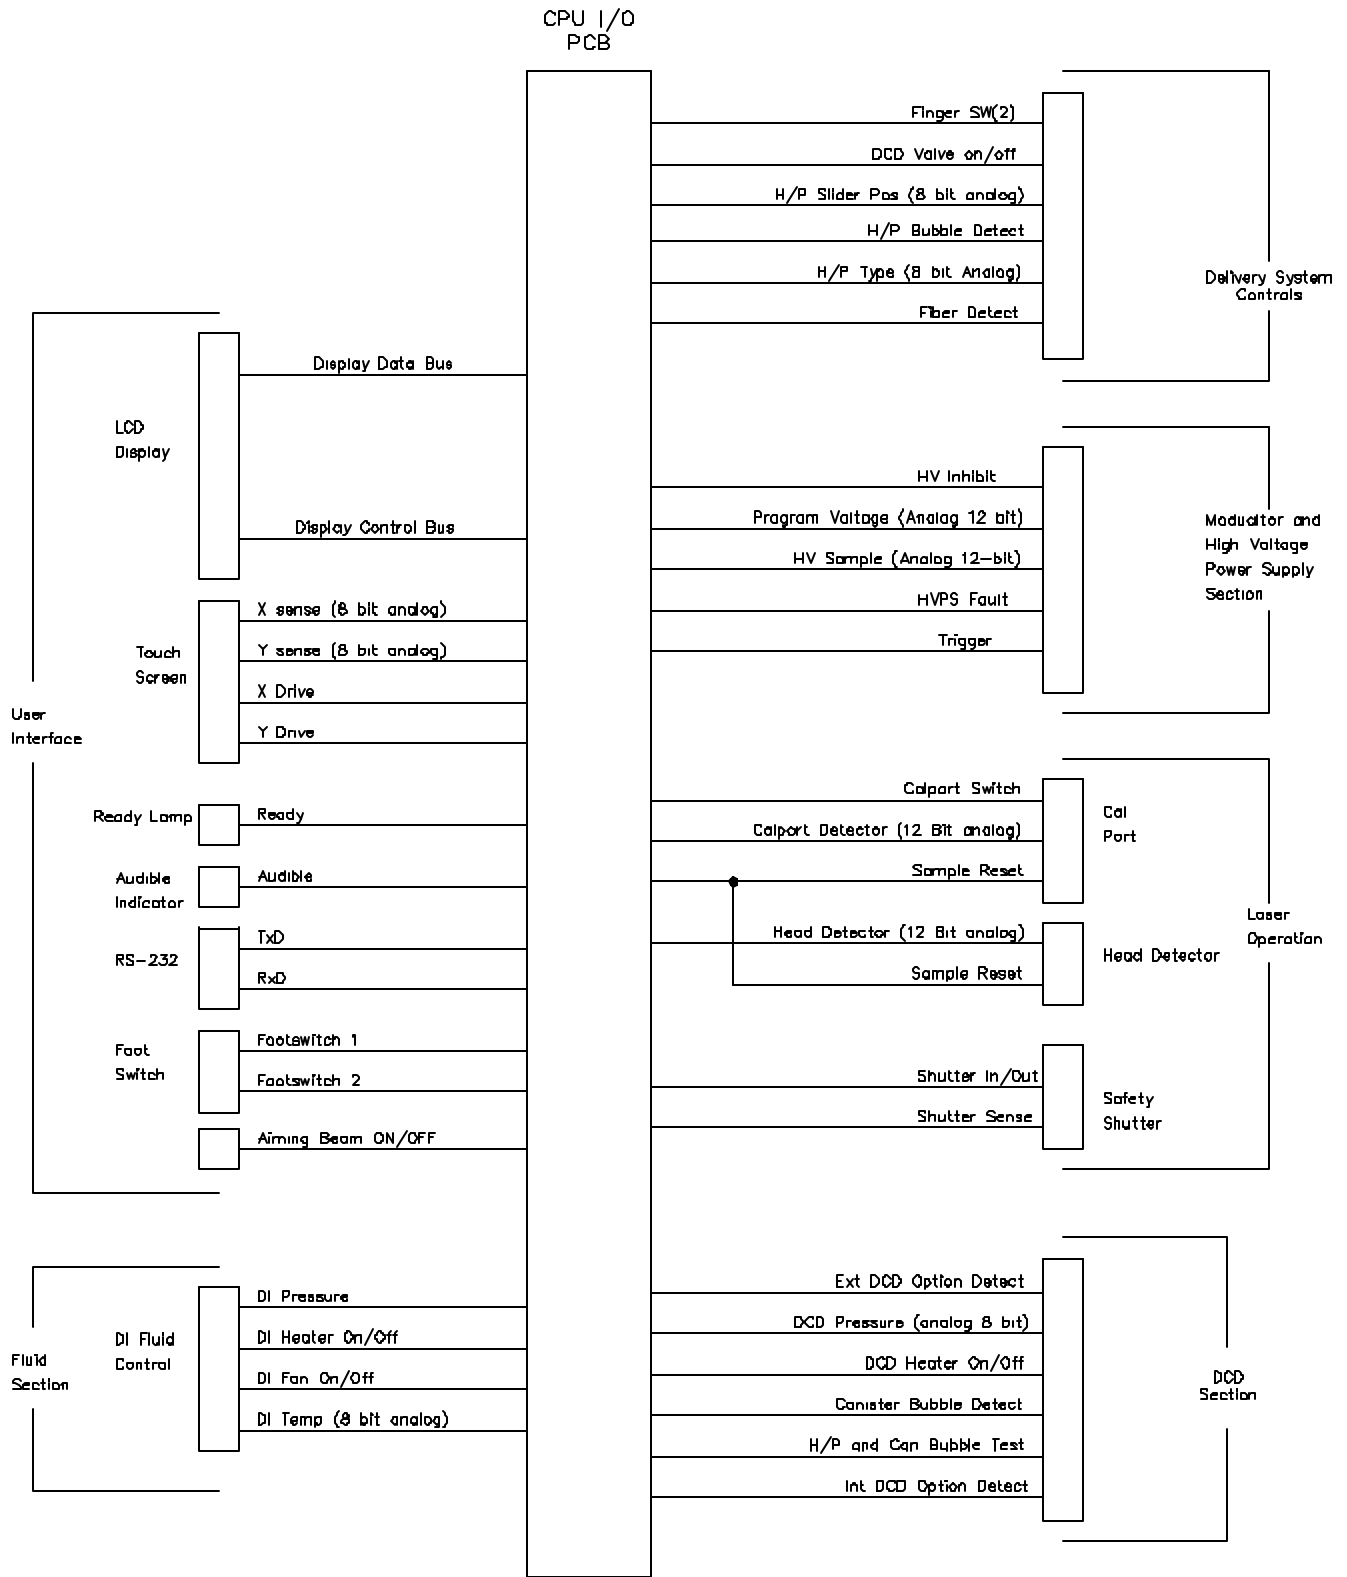 CPU I/O
PCB
Finger SW(2)
DCD Valve on/off
H/P Slider Pos (8 bit analog)
H/P Bubble Detect
H/P Type (8 bit Analog)
Fiber Detect
Delivery System
Controls
Display Data Bus
LCD
Display
Display Control Bus
HV Inhibit
Program Voltage (Analog 12 bit)
HV Sample (Analog 12-bit)
HVPS Fault
Trigger
Moducltor and
High Voltage
Power Supply
Section
X sense (8 bit analog)
Y sense (8 bit analog)
X Drive
Y Drive
Touch
Screen
User
Interface
Ready Lamp
Ready
Audible
Indicator
Audible
RS-232
TxD
RxD
Foot
Switch
Footswitch 1
Footswitch 2
Aiming Beam ON/OFF
Calport Switch
Calport Detector (12 Bit analog)
Sample Reset
Cal
Port
Head Detector (12 Bit analog)
Sample Reset
Head Detector
Laser
Operation
Shutter In/Out
Shutter Sense
Safety
Shutter
DI Pressure
DI Heater On/Off
DI Fan On/Off
DI Temp (8 bit analog)
DI Fluid
Control
Fluid
Section
Ext DCD Option Detect
DCD Pressure (analog 8 bit)
DCD Heater On/Off
Canister Bubble Detect
H/P and Can Bubble Test
Int DCD Option Detect
DCD
Section